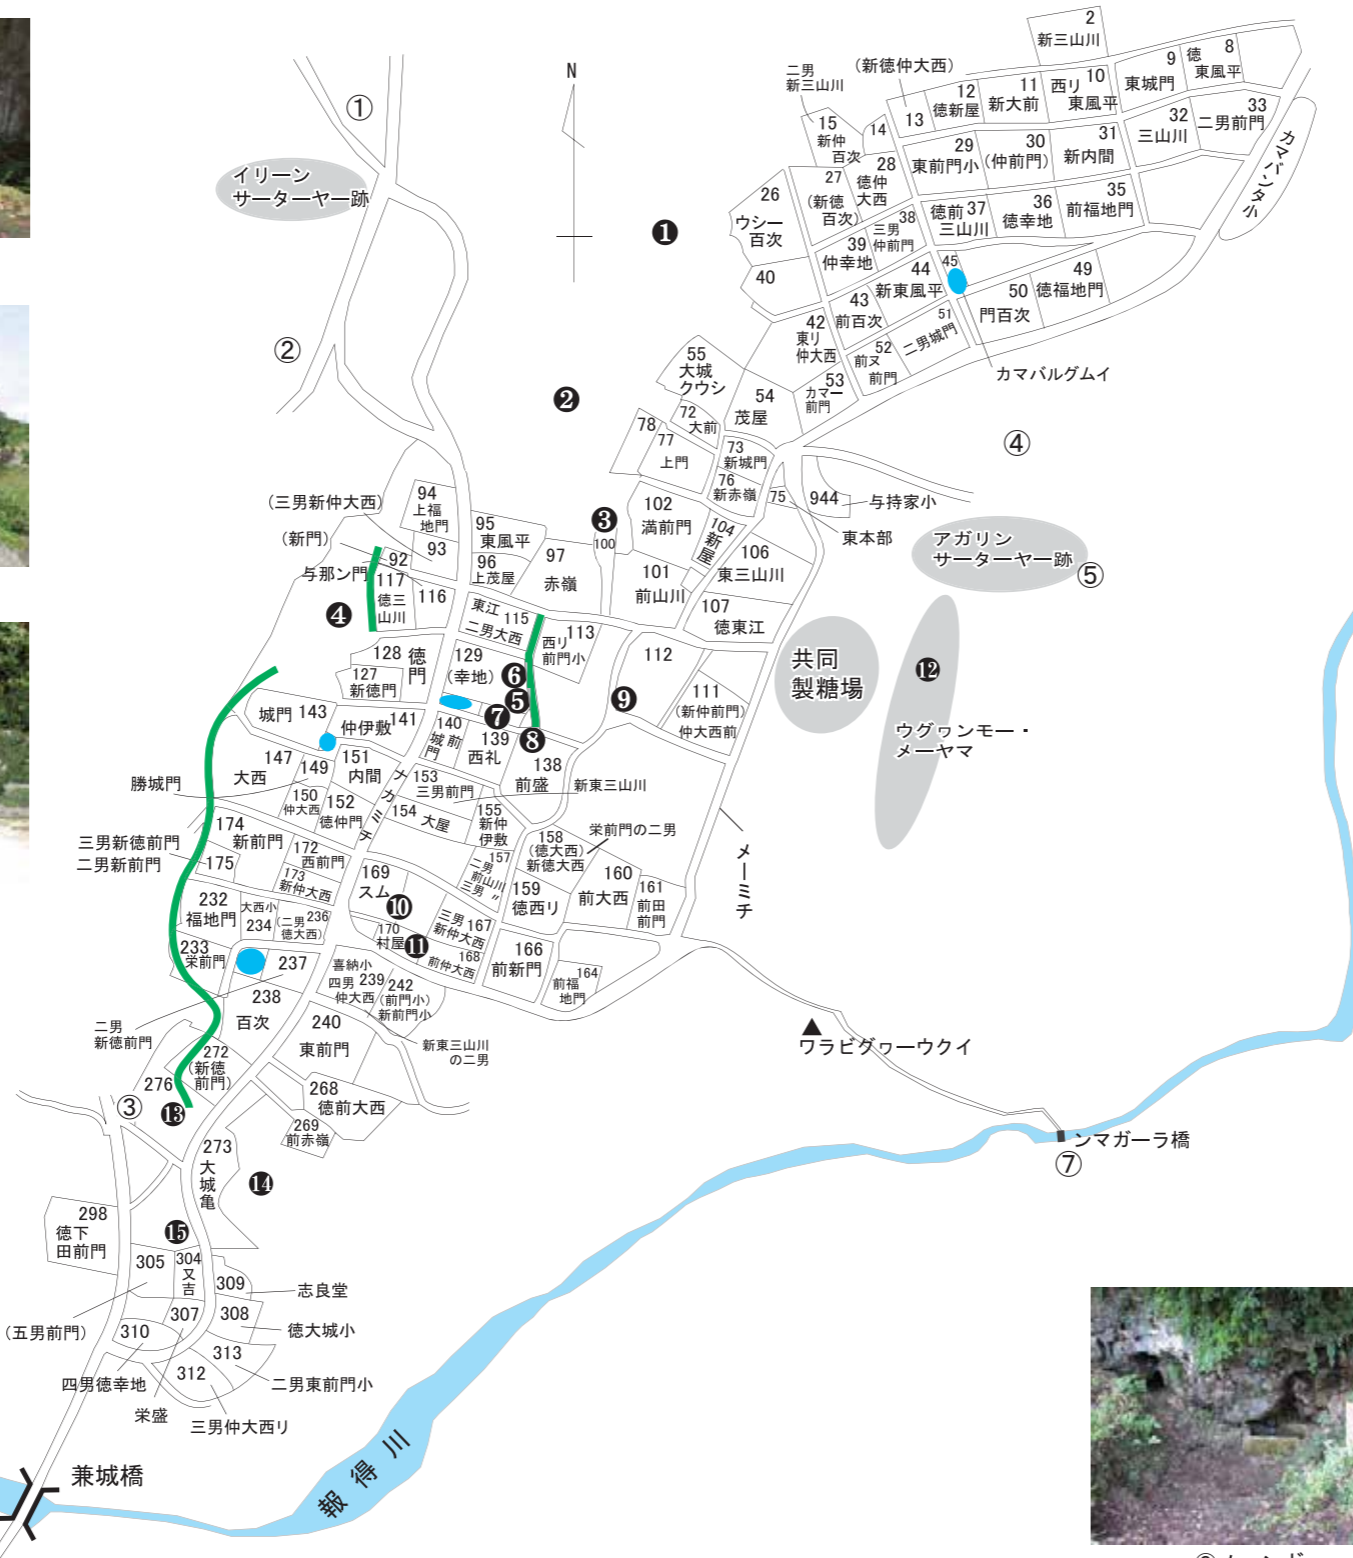 N
①
②
③
④
⑤
⑦
❶
❷
❸
❹
❺
❻
❼
❽
❾
❿
⓫
⓬
⓭
⓮
⓯
イリーン
サーターヤー跡
アガリン
サーターヤー跡
共同
製糖場
ウグヮンモー・
メーヤマ
カマバンタ小
カマバルグムイ
メーミチ
メカミチ
ワラビグヮーウクイ
ンマガーラ橋
報得川
兼城橋
2
新三山川
8
徳
東風平
9
東城門
10
西リ
東風平
11
新大前
12
徳新屋
(新徳仲大西)
13
14
二男
新三山川
15
新仲
百次
26
ウシー
百次
27
(新徳
百次)
28
徳仲
大西
29
東前門小
30
(仲前門)
31
新内間
32
三山川
33
二男前門
35
前福地門
36
徳幸地
37
徳前
三山川
38
三男
仲前門
39
仲幸地
40
42
東リ
仲大西
43
前百次
44
新東風平
45
49
徳福地門
50
門百次
51
二男城門
52
前ヌ
前門
53
カマー
前門
54
茂屋
55
大城
クウシ
72
大前
73
新城門
75
東本部
76
新赤嶺
77
上門
78
944
与持家小
(三男新仲大西)
92
(新門)
93
94
上福
地門
95
東風平
96
上茂屋
97
赤嶺
100
101
前山川
102
満前門
104
新屋
106
東三山川
107
徳東江
111
(新仲前門)
仲大西前
112
113
西リ
前門小
東江
115
二男大西
116
与那ン門
117
徳三
山川
127
新徳門
128
徳門
129
(幸地)
138
前盛
139
西礼
140
前城門
141
仲伊敷
城門 143
147
大西
149
勝城門
150
仲大西
151
内間
152
徳仲門
153
三男前門
新東三山川
154
大屋
155
新仲
伊敷
157
二男
前山川
三男〃
158
(徳大西)
新徳大西
栄前門の二男
159
徳西リ
160
前大西
161
前田
前門
164
前福
地門
166
前新門
三男 167
新仲大西
168
前仲大西
169
スム
170
村屋
172
西前門
173
新仲大西
174
新前門
三男新徳前門
二男新前門
175
232
福地門
233
栄前門
大西小
234
(二男 236
徳大西)
237
二男
新徳前門
238
百次
喜納小
四男 239
仲大西
240
東前門
242
(前門小)
新前門小
新東三山川
の二男
268
徳前大西
269
前赤嶺
272
(新徳
前門)
273
大城亀
276
298
徳下
田前門
304
又吉
305
(五男前門)
307
栄盛
308
徳大城小
309
志良堂
310
四男徳幸地
312
三男仲大西リ
313
二男東前門小